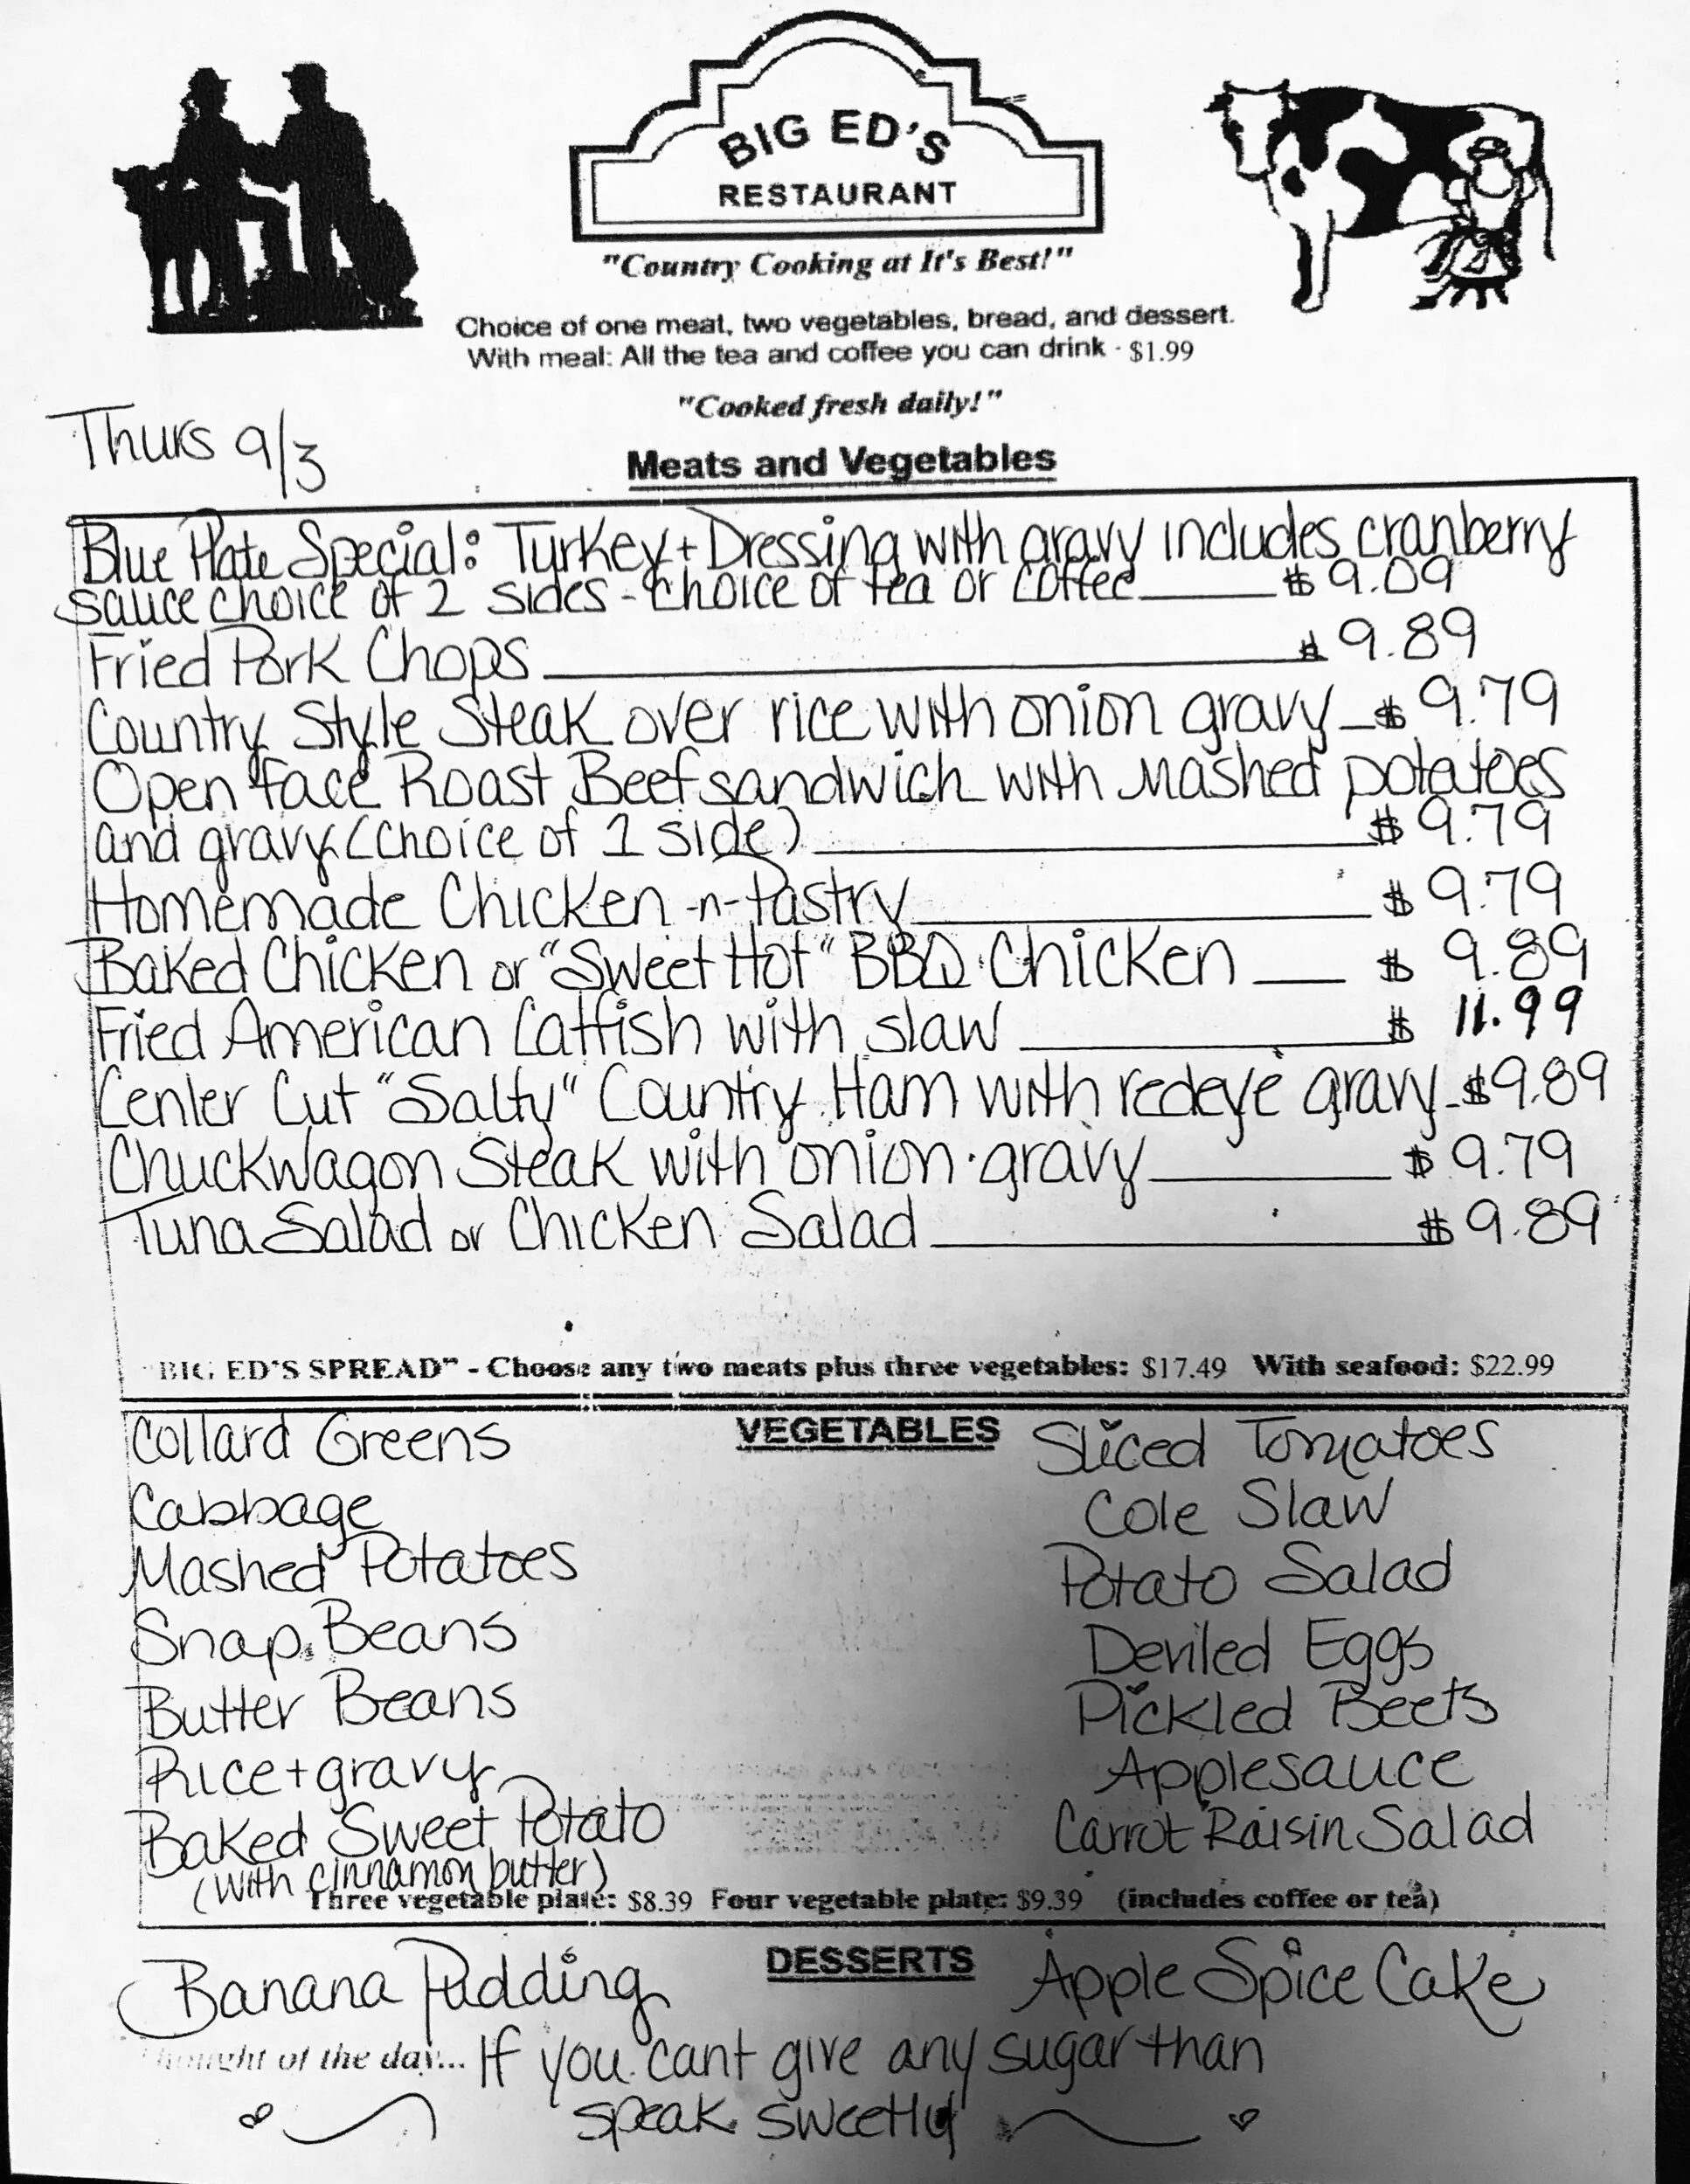 BIG ED'S
RESTAURANT
"Country Cooking at It's Best!"
Choice of one meat, two vegetables, bread, and dessert.
With meal: All the tea and coffee you can drink - $1.99
"Cooked fresh daily!"
Thurs 9/3
Meats and Vegetables
Blue Plate Special: Turkey + Dressing with gravy includes cranberry
sauce choice of 2 sides - choice of tea or coffee $ 9.09
Fried Pork Chops $ 9.89
Country Style Steak over rice with onion gravy $ 9.79
Open face Roast Beef sandwich with mashed potatoes
and gravy (choice of 1 side) $ 9.79
Homemade Chicken -n- Pastry $ 9.79
Baked Chicken or "Sweet Hot" BBQ Chicken $ 9.89
Fried American Catfish with slaw $ 11.99
Center Cut "Salty" Country Ham with redeye gravy $9.89
Chuckwagon Steak with onion gravy $ 9.79
Tuna Salad or Chicken Salad $ 9.89
"BIG ED'S SPREAD" - Choose any two meats plus three vegetables: $17.49 With seafood: $22.99
VEGETABLES
Collard Greens
Cabbage
Mashed Potatoes
Snap Beans
Butter Beans
Rice + gravy
Baked Sweet Potato
(with cinnamon butter)
Sliced Tomatoes
Cole Slaw
Potato Salad
Deviled Eggs
Pickled Beets
Applesauce
Carrot Raisin Salad
Three vegetable plate: $8.39 Four vegetable plate: $9.39 (includes coffee or tea)
DESSERTS
Banana Pudding Apple Spice Cake
Thought of the day... If you cant give any sugar than
speak sweetly